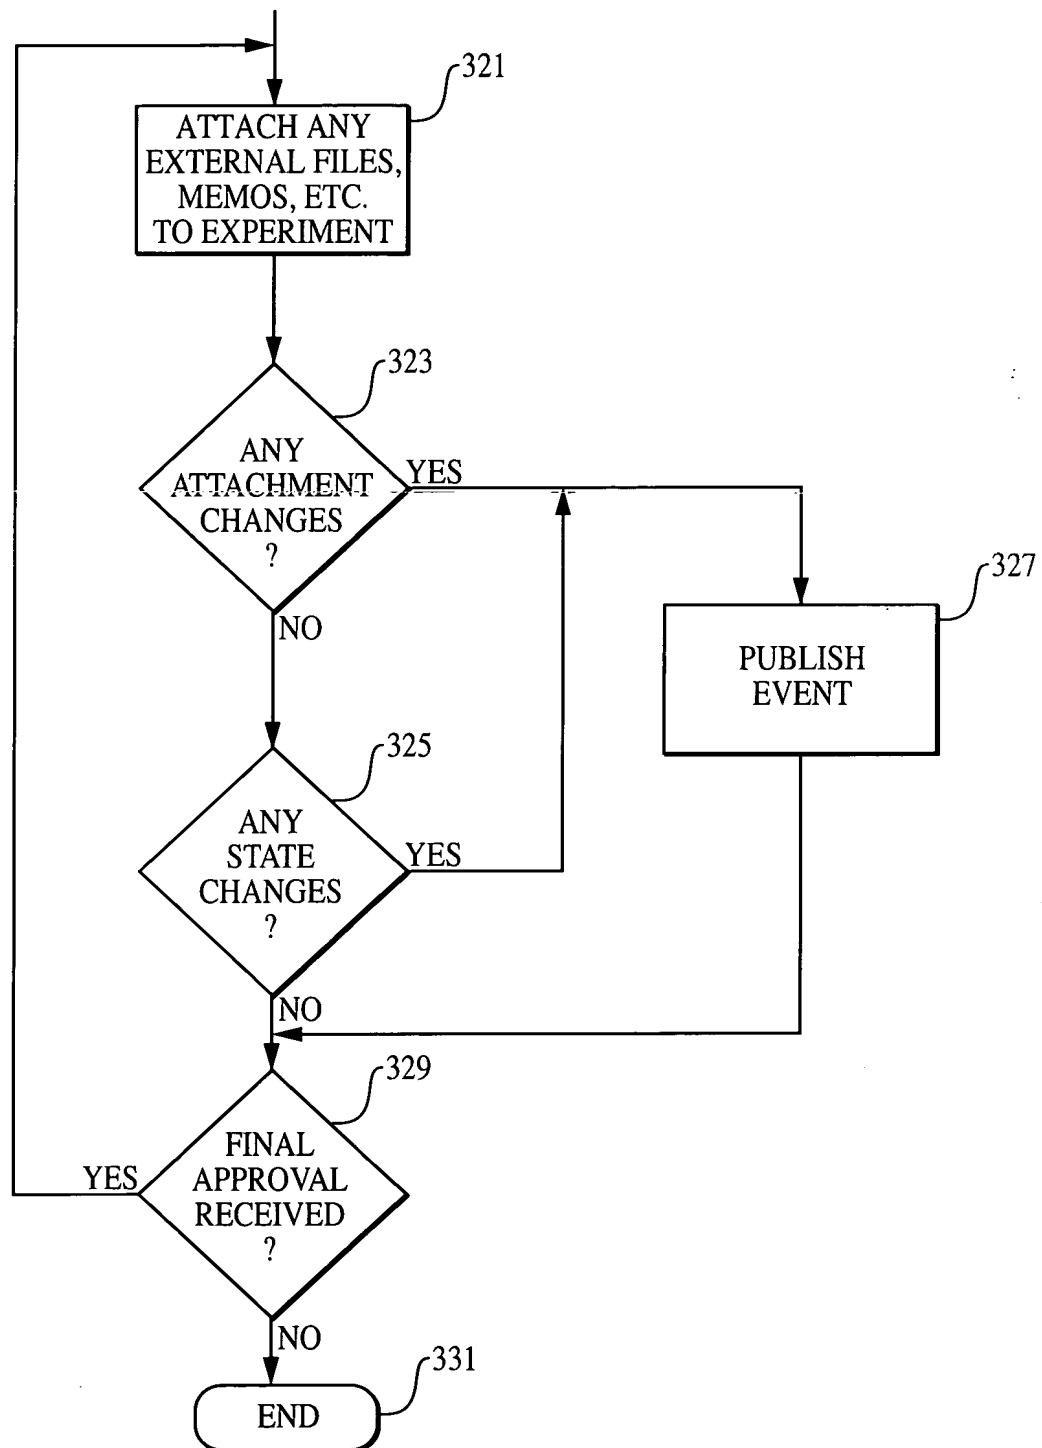 321
ATTACH ANY
EXTERNAL FILES,
MEMOS, ETC.
TO EXPERIMENT
323
ANY
ATTACHMENT
CHANGES
?
YES
NO
327
PUBLISH
EVENT
325
ANY
STATE
CHANGES
?
YES
NO
329
FINAL
APPROVAL
RECEIVED
?
YES
NO
331
END